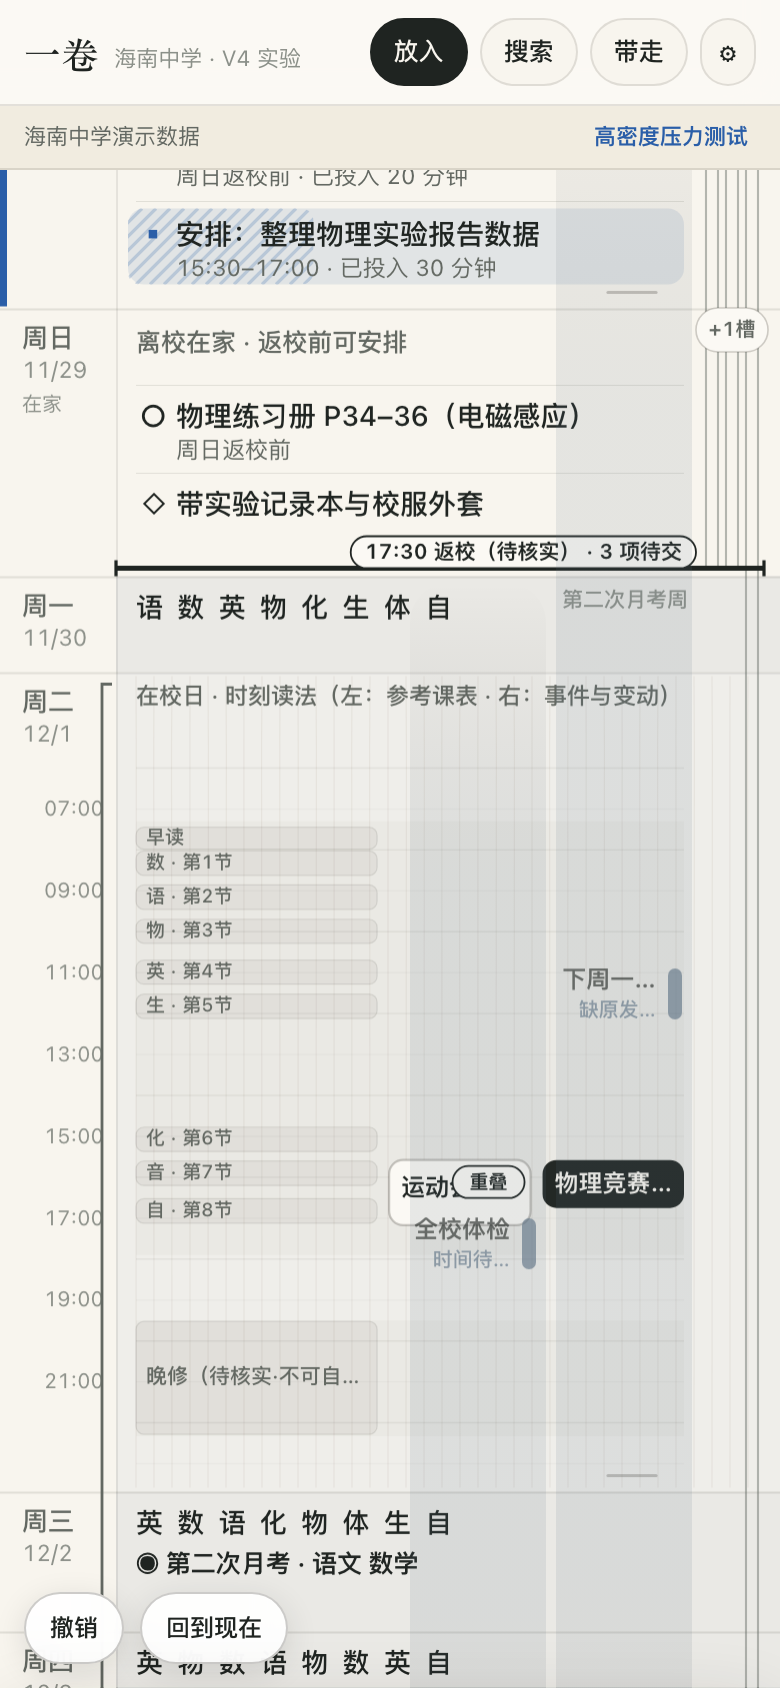 一卷 海南中学 · V4 实验 放入 搜索 带走 ⚙
海南中学演示数据 高密度压力测试
周日返校前 · 已投入 20 分钟
安排：整理物理实验报告数据
15:30–17:00 · 已投入 30 分钟
周日 离校在家 · 返校前可安排 +1槽
11/29
在家
物理练习册 P34–36（电磁感应）
周日返校前
带实验记录本与校服外套
17:30 返校（待核实） · 3 项待交
周一 语 数 英 物 化 生 体 自 第二次月考周
11/30
周二 在校日 · 时刻读法（左：参考课表 · 右：事件与变动）
12/1
07:00
早读
数 · 第1节
09:00 语 · 第2节
物 · 第3节
11:00 英 · 第4节 下周一…
生 · 第5节 缺原发…
13:00
15:00 化 · 第6节
音 · 第7节 运动 重叠 物理竞赛…
17:00 自 · 第8节 全校体检
时间待…
19:00
21:00 晚修（待核实·不可自…
周三 英 数 语 化 物 体 生 自
12/2 ◉ 第二次月考 · 语文 数学
撤销 回到现在
周四 英 物 数 语 物 数 英 自